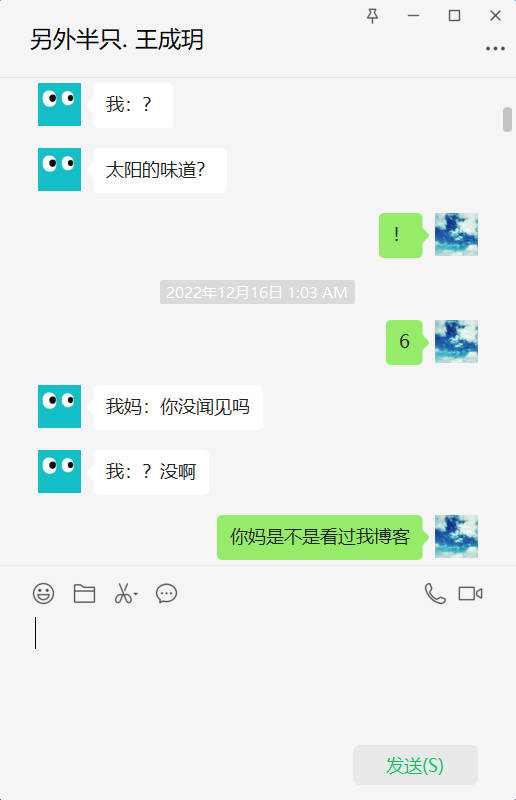 另外半只. 王成玥
我：？
太阳的味道？
！
2022年12月16日 1:03 AM
6
我妈：你没闻见吗
我：？没啊
你妈是不是看过我博客
发送(S)